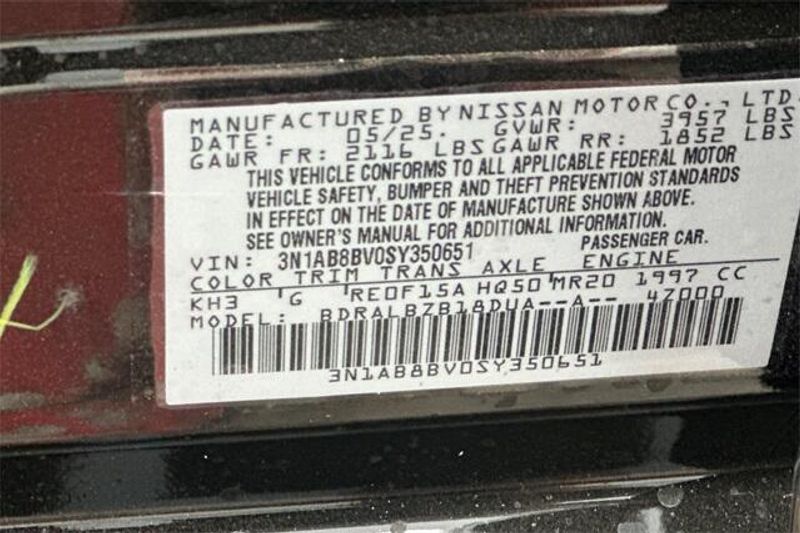 MANUFACTURED BY NISSAN MOTOR CO., LTD.
DATE: 05/25. GVWR: 3957 LBS
GAWR FR: 2116 LBS GAWR RR: 1852 LBS
THIS VEHICLE CONFORMS TO ALL APPLICABLE FEDERAL MOTOR
VEHICLE SAFETY, BUMPER AND THEFT PREVENTION STANDARDS
IN EFFECT ON THE DATE OF MANUFACTURE SHOWN ABOVE.
SEE OWNER'S MANUAL FOR ADDITIONAL INFORMATION.
VIN: 3N1AB8BV0SY350651 PASSENGER CAR.
COLOR TRIM TRANS AXLE ENGINE
KH3 G RE0F15A HQ50 MR20 1997 CC
MODEL: BDRALBZB18DUA--A-- 47000
3N1AB8BV0SY350651